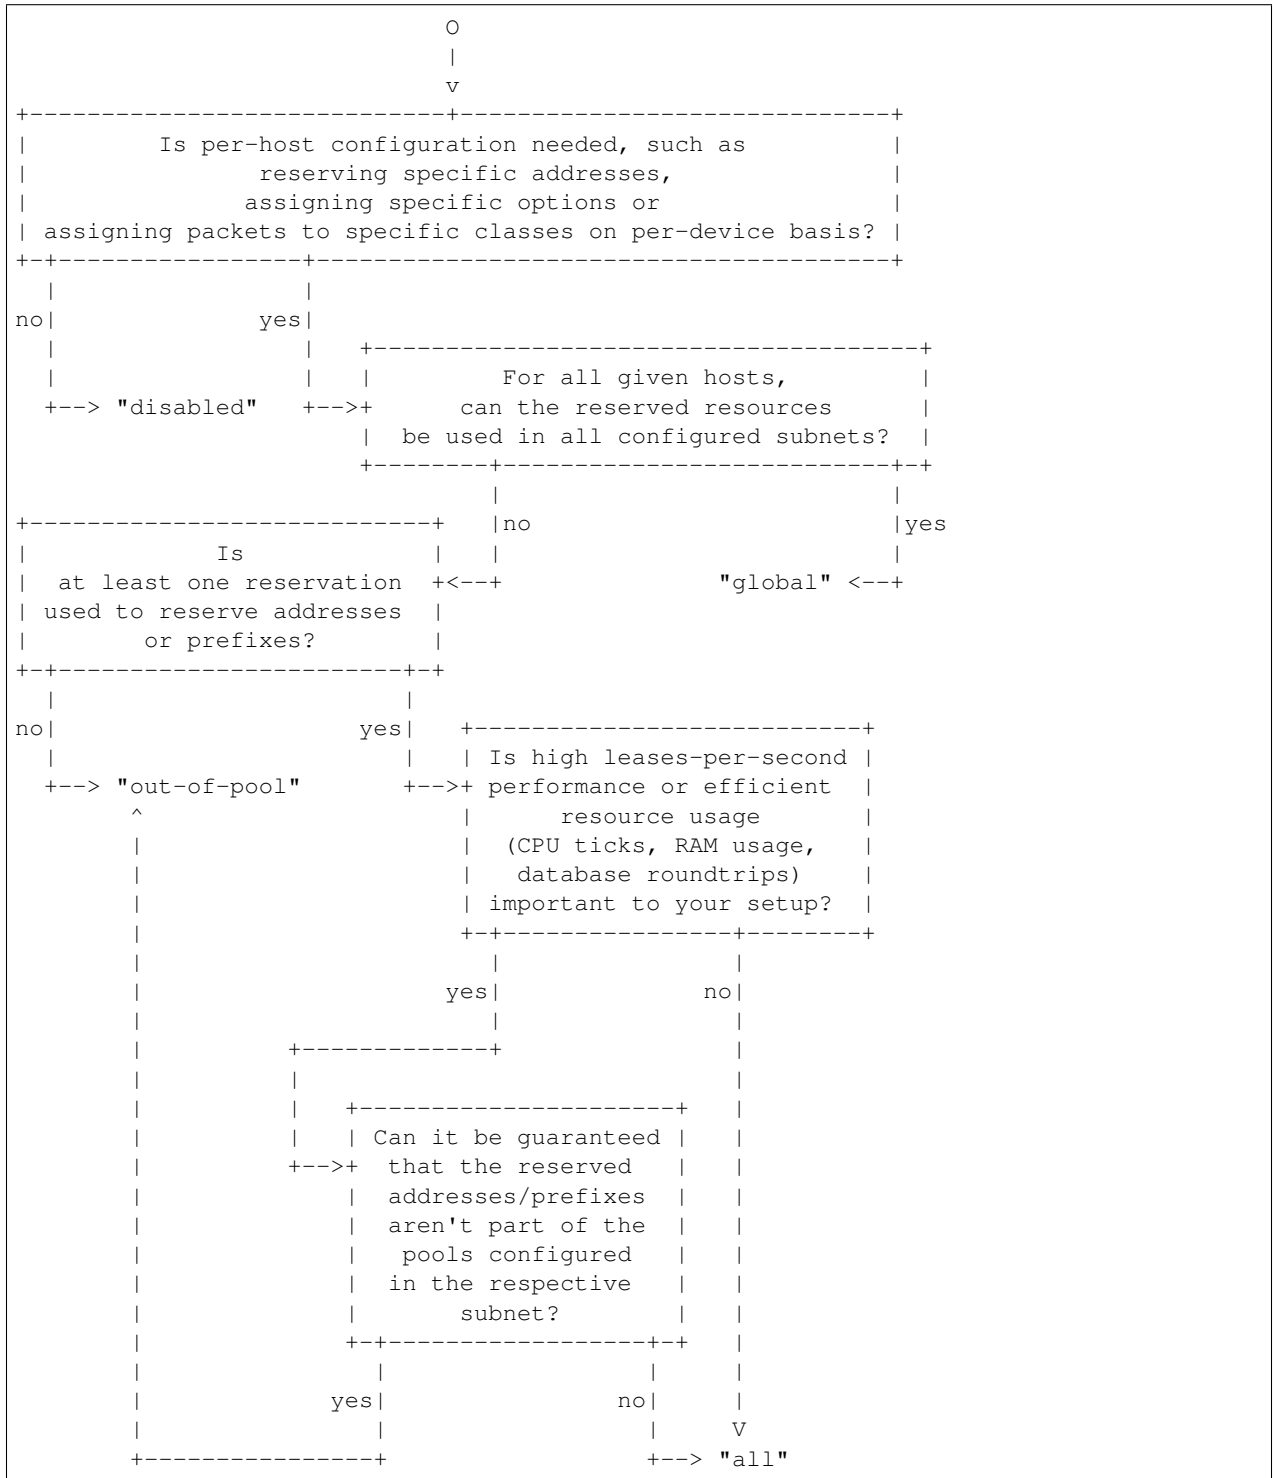 O
                             |
                             v
+-----------------------------+------------------------------+
|         Is per-host configuration needed, such as          |
|                reserving specific addresses,               |
|               assigning specific options or                |
| assigning packets to specific classes on per-device basis? |
+-+-----------------+----------------------------------------+
  |                 |
no|              yes|
  |                 |   +--------------------------------------+
  |                 |   |         For all given hosts,         |
  +--> "disabled"   +-->+      can the reserved resources      |
                        |  be used in all configured subnets?  |
                        +--------+---------------------------+-+
                                 |                           |
+----------------------------+   |no                         |yes
|             Is             |   |                           |
|  at least one reservation  +<--+               "global" <--+
| used to reserve addresses  |
|        or prefixes?        |
+-+------------------------+-+
  |                        |
no|                     yes|   +---------------------------+
  |                        |   | Is high leases-per-second |
  +--> "out-of-pool"       +-->+ performance or efficient  |
        ^                      |      resource usage       |
        |                      |  (CPU ticks, RAM usage,   |
        |                      |   database roundtrips)    |
        |                      | important to your setup?  |
        |                      +-+----------------+--------+
        |                        |                |
        |                     yes|              no|
        |                        |                |
        |          +-------------+                |
        |          |                              |
        |          |   +----------------------+   |
        |          |   | Can it be guaranteed |   |
        |          +-->+  that the reserved   |   |
        |              |  addresses/prefixes  |   |
        |              |  aren't part of the  |   |
        |              |   pools configured   |   |
        |              |  in the respective   |   |
        |              |       subnet?        |   |
        |              +-+------------------+-+   |
        |                |                  |     |
        |             yes|                no|     |
        |                |                  |     V
        +----------------+                  +--> "all"